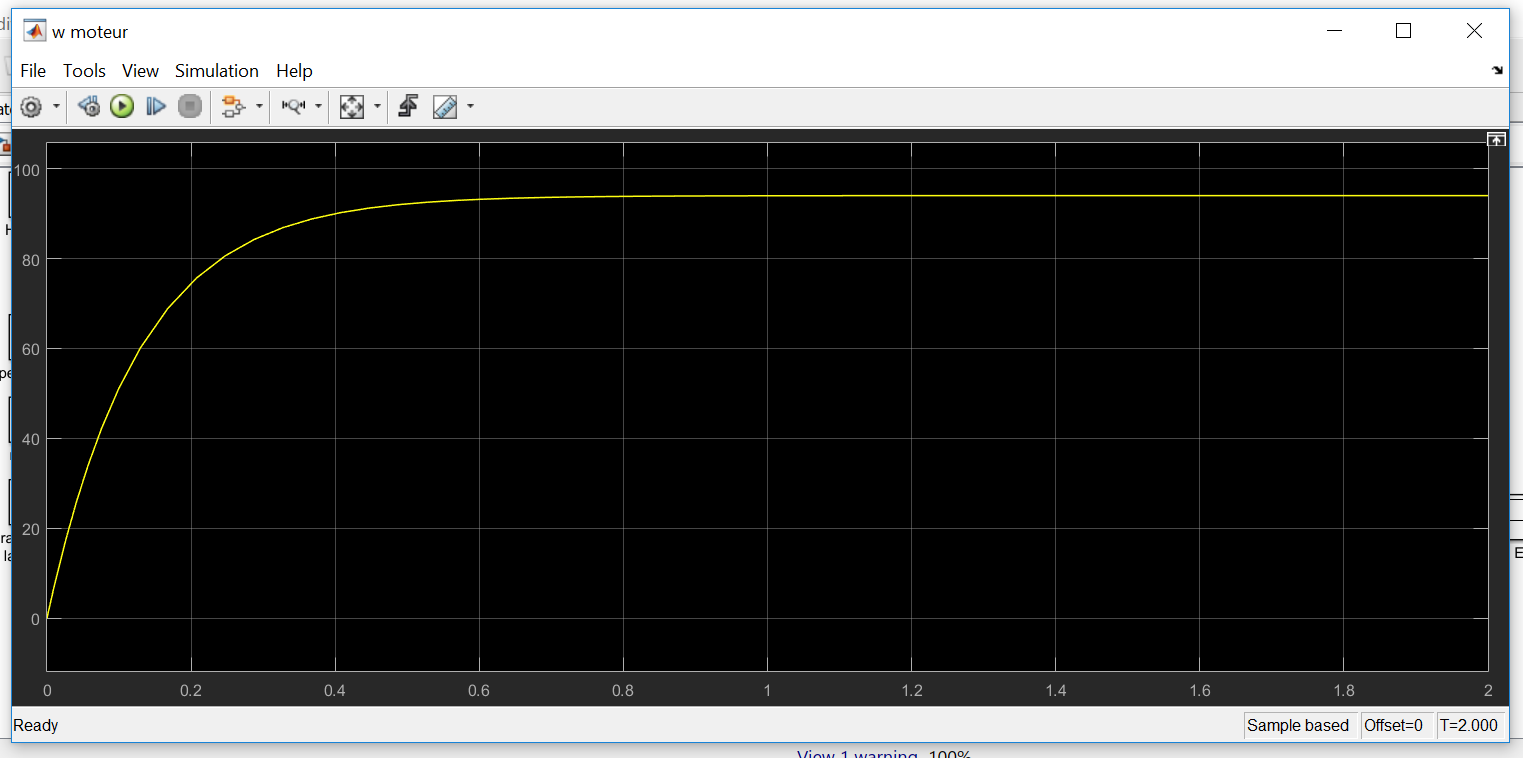 w moteur
File Tools View Simulation Help
100
80
60
40
20
0
0 0.2 0.4 0.6 0.8 1 1.2 1.4 1.6 1.8 2
Ready Sample based Offset=0 T=2.000
View 1 warning 100%